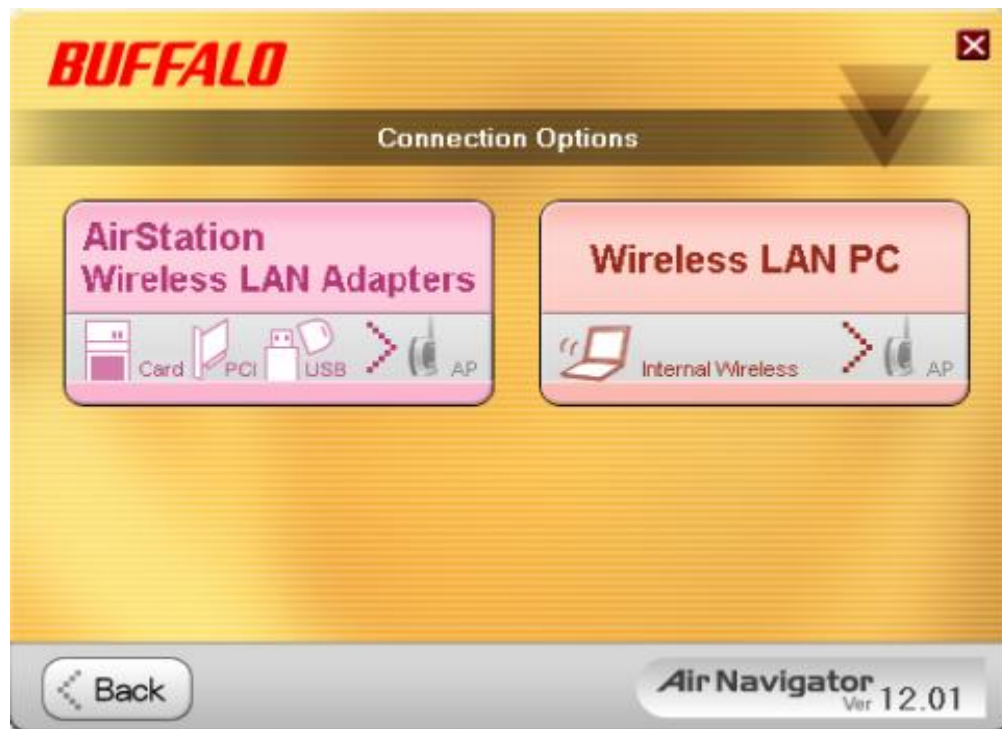 BUFFALO
Connection Options
AirStation
Wireless LAN Adapters
Card PCI USB AP
Wireless LAN PC
Internal Wireless AP
Back
Air Navigator
Ver 12.01